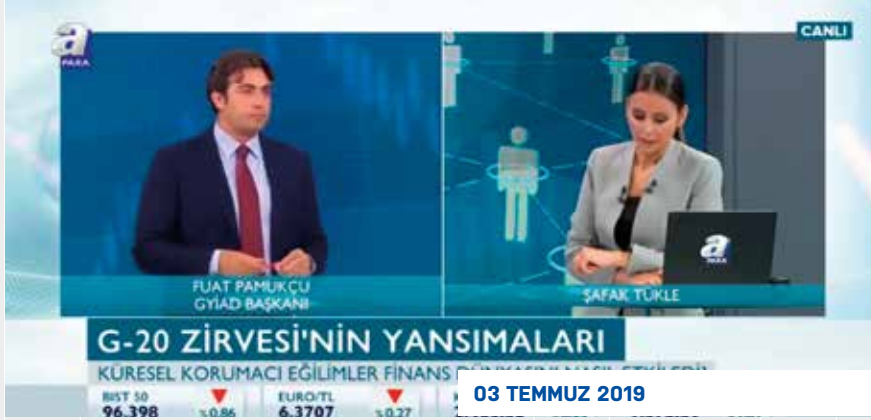 a
PARA
CANLI
a
PARA
FUAT PAMUKÇU
GYİAD BAŞKANI
ŞAFAK TÜKLE
G-20 ZİRVESİ'NİN YANSIMALARI
KÜRESEL KORUMACI EĞİLİMLER FİNANS
BIST 50
96.398
%0.86
EURO/TL
6.3707
%0.27
03 TEMMUZ 2019